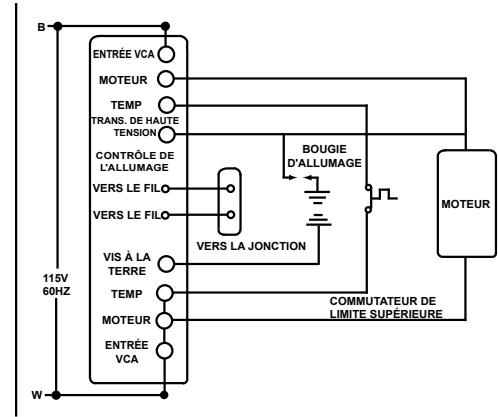 B
ENTRÉE VCA
MOTEUR
TEMP
TRANS. DE HAUTE
TENSION
CONTRÔLE DE
L'ALLUMAGE
VERS LE FIL
VERS LE FIL
VERS LA JONCTION
BOUGIE
D'ALLUMAGE
MOTEUR
VIS À LA
TERRE
115V
60HZ
TEMP
COMMUTATEUR DE
LIMITE SUPÉRIEURE
MOTEUR
ENTRÉE
VCA
W